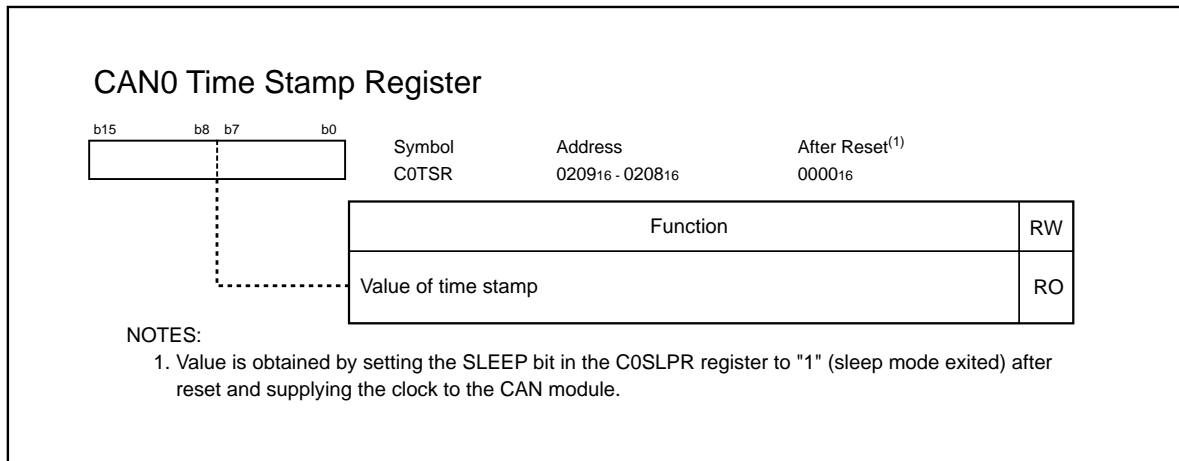 CAN0 Time Stamp Register
b15 b8 b7 b0
Symbol Address After Reset(1)
C0TSR 020916 - 020816 000016
Function RW
Value of time stamp RO
NOTES:
1. Value is obtained by setting the SLEEP bit in the C0SLPR register to "1" (sleep mode exited) after
reset and supplying the clock to the CAN module.